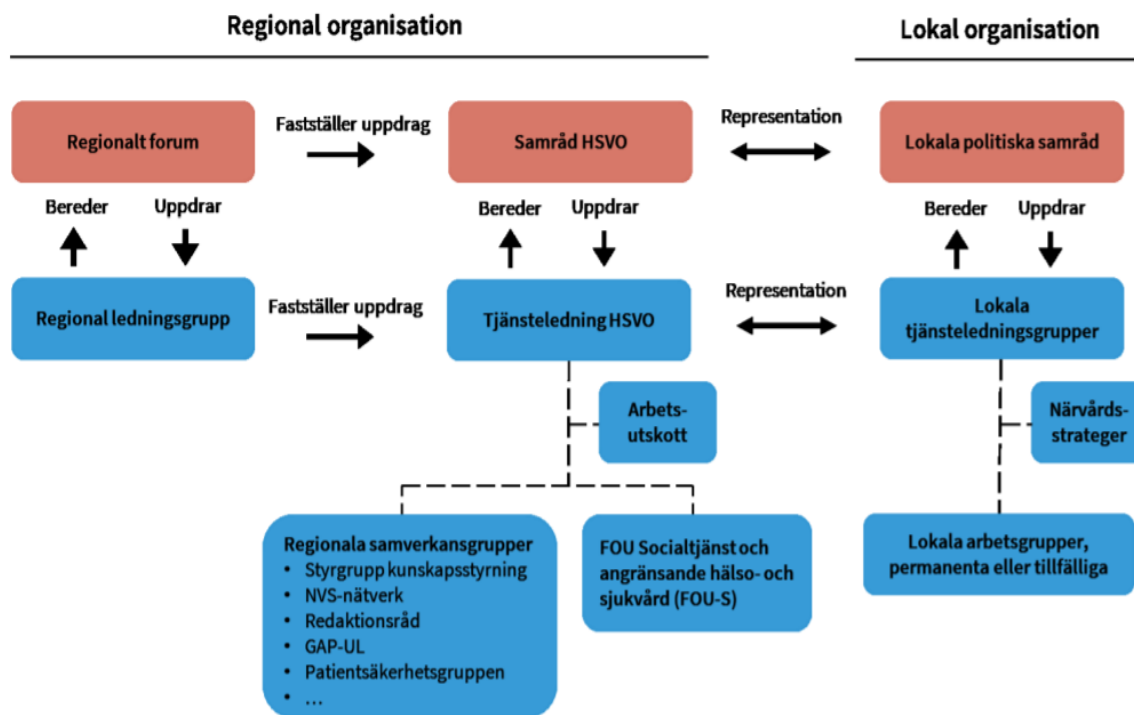 Regional organisation
Lokal organisation
Regionalt forum
Fastställer uppdrag
Samråd HSVO
Representation
Lokala politiska samråd
Bereder
Uppdrar
Bereder
Uppdrar
Bereder
Uppdrar
Regional ledningsgrupp
Fastställer uppdrag
Tjänsteledning HSVO
Representation
Lokala
tjänsteledningsgrupper
Arbets-
utskott
Närvårds-
strateger
Regionala samverkansgrupper
• Styrgrupp kunskapsstyrning
• NVS-nätverk
• Redaktionsråd
• GAP-UL
• Patientsäkerhetsgruppen
• ...
FOU Socialtjänst och
angränsande hälso- och
sjukvård (FOU-S)
Lokala arbetsgrupper,
permanenta eller tillfälliga